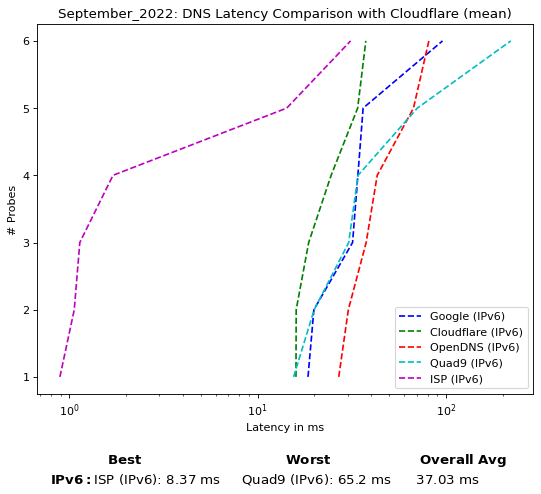 September_2022: DNS Latency Comparison with Cloudflare (mean)
6
5
4
3
2
1
# Probes
Google (IPv6)
Cloudflare (IPv6)
OpenDNS (IPv6)
Quad9 (IPv6)
ISP (IPv6)
10⁰ 10¹ 10²
Latency in ms
Best Worst Overall Avg
IPv6: ISP (IPv6): 8.37 ms Quad9 (IPv6): 65.2 ms 37.03 ms